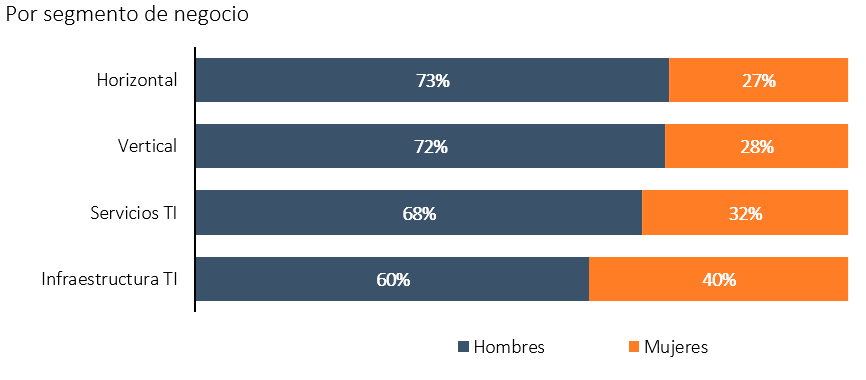 Por segmento de negocio
Horizontal 73% 27%
Vertical 72% 28%
Servicios TI 68% 32%
Infraestructura TI 60% 40%
Hombres Mujeres